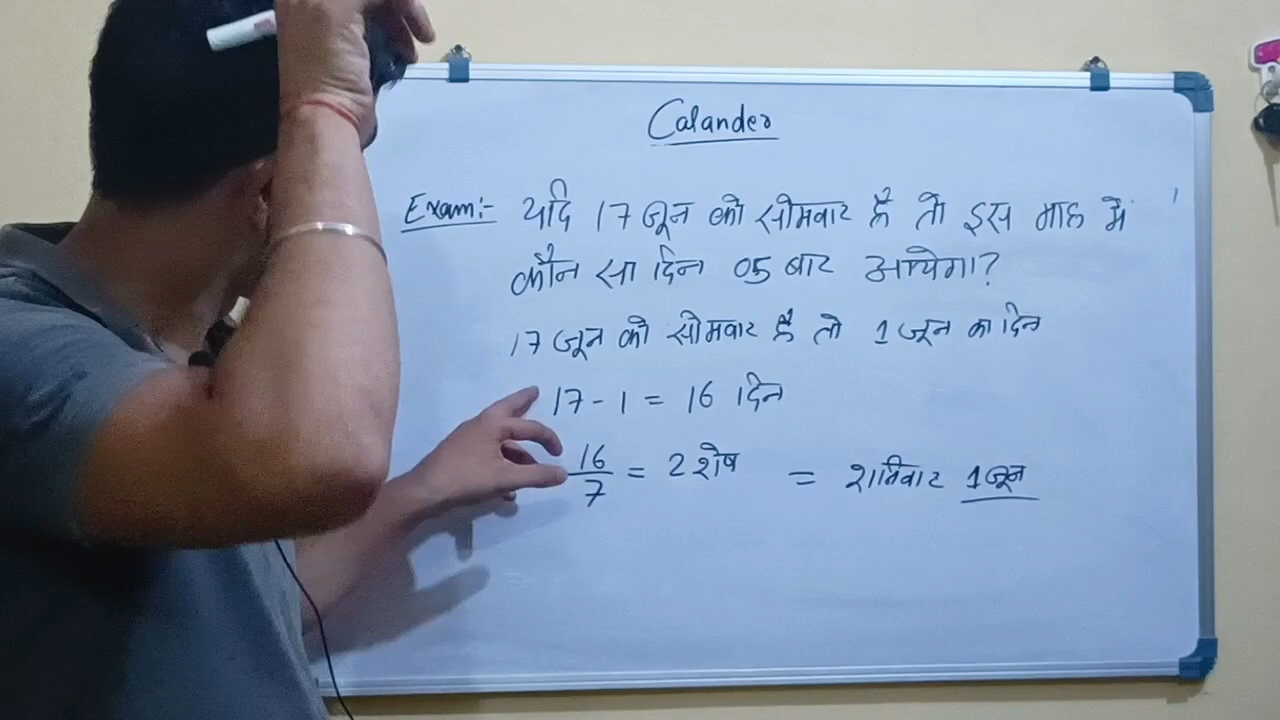 Calander
Exam:- यदि 17 जून को सोमवार है तो इस माह में
कौन सा दिन 05 बार आयेगा?
17 जून को सोमवार है तो 1 जून का दिन
17 - 1 = 16 दिन
16/7 = 2 शेष = शनिवार 1 जून